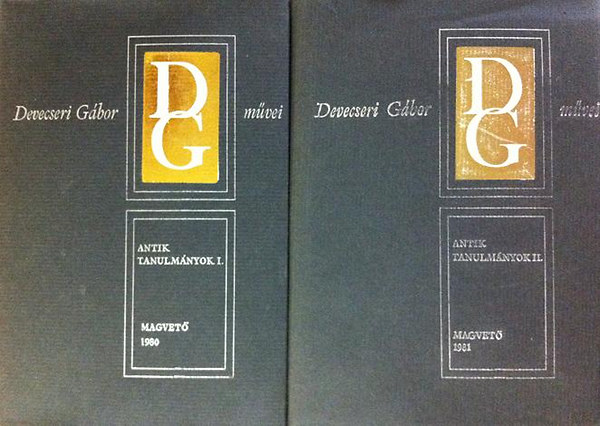 Devecseri Gábor
DG
művei
ANTIK
TANULMÁNYOK I.
MAGVETŐ
1980
Devecseri Gábor
DG
művei
ANTIK
TANULMÁNYOK II.
MAGVETŐ
1981